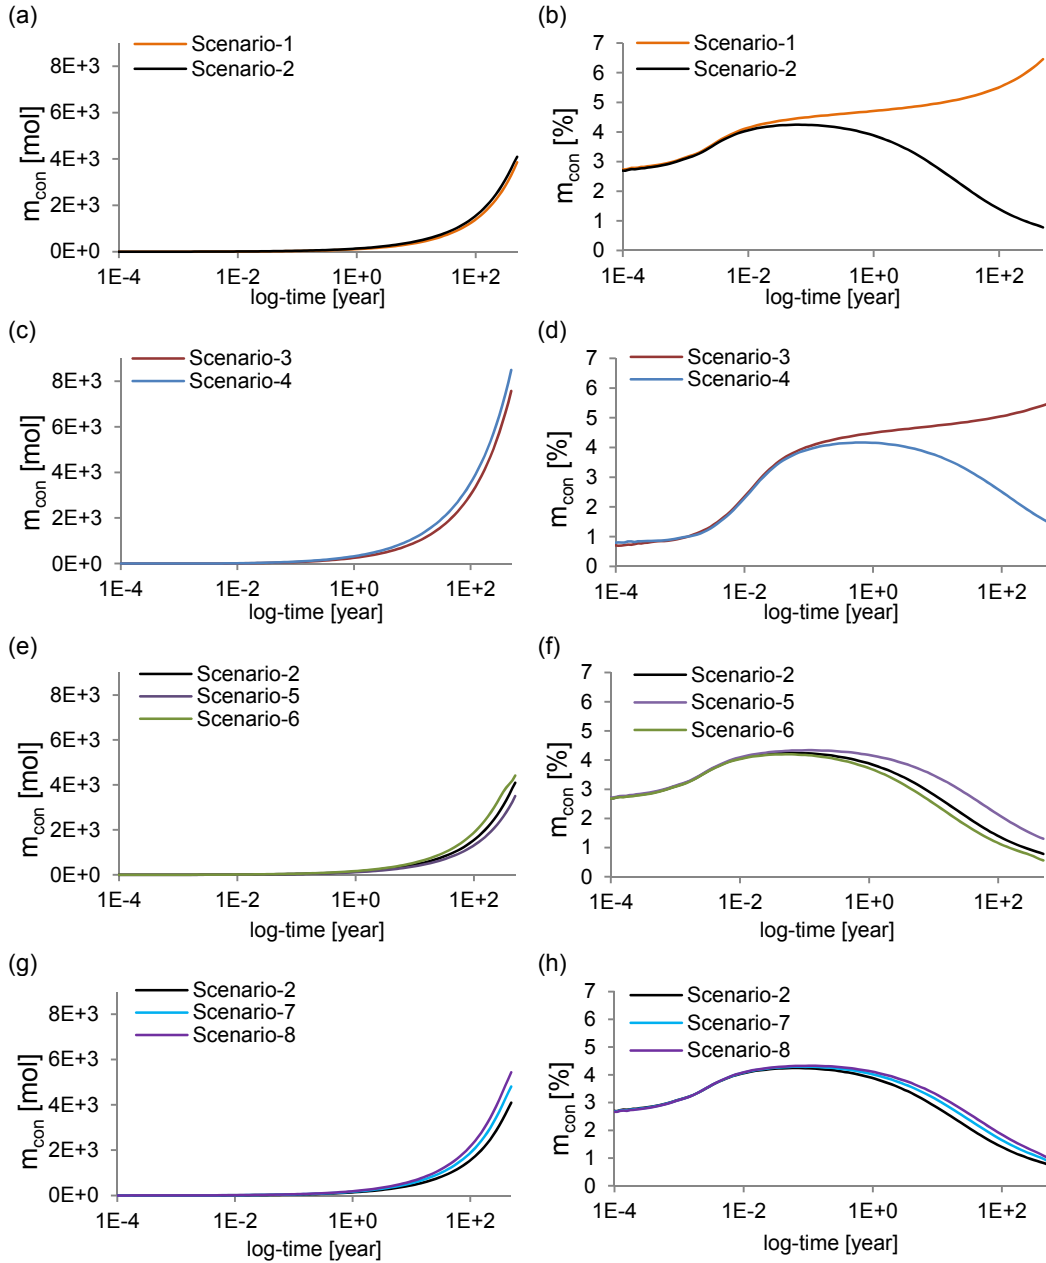 (a)
Scenario-1
Scenario-2
8E+3
6E+3
4E+3
2E+3
0E+0
m_con [mol]
1E-4 1E-2 1E+0 1E+2
log-time [year]
(b)
Scenario-1
Scenario-2
7
6
5
4
3
2
1
0
m_con [%]
1E-4 1E-2 1E+0 1E+2
log-time [year]
(c)
Scenario-3
Scenario-4
8E+3
6E+3
4E+3
2E+3
0E+0
m_con [mol]
1E-4 1E-2 1E+0 1E+2
log-time [year]
(d)
Scenario-3
Scenario-4
7
6
5
4
3
2
1
0
m_con [%]
1E-4 1E-2 1E+0 1E+2
log-time [year]
(e)
Scenario-2
Scenario-5
Scenario-6
8E+3
6E+3
4E+3
2E+3
0E+0
m_con [mol]
1E-4 1E-2 1E+0 1E+2
log-time [year]
(f)
Scenario-2
Scenario-5
Scenario-6
7
6
5
4
3
2
1
0
m_con [%]
1E-4 1E-2 1E+0 1E+2
log-time [year]
(g)
Scenario-2
Scenario-7
Scenario-8
8E+3
6E+3
4E+3
2E+3
0E+0
m_con [mol]
1E-4 1E-2 1E+0 1E+2
log-time [year]
(h)
Scenario-2
Scenario-7
Scenario-8
7
6
5
4
3
2
1
0
m_con [%]
1E-4 1E-2 1E+0 1E+2
log-time [year]